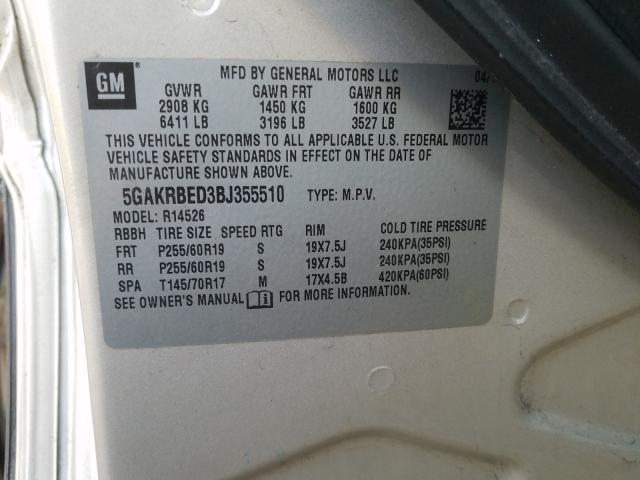 GM
MFD BY GENERAL MOTORS LLC 04/
GVWR GAWR FRT GAWR RR
2908 KG 1450 KG 1600 KG
6411 LB 3196 LB 3527 LB
THIS VEHICLE CONFORMS TO ALL APPLICABLE U.S. FEDERAL MOTOR
VEHICLE SAFETY STANDARDS IN EFFECT ON THE DATE OF
MANUFACTURE SHOWN ABOVE.
5GAKRBED3BJ355510 TYPE: M.P.V.
MODEL: R14526
RBBH TIRE SIZE SPEED RTG RIM COLD TIRE PRESSURE
FRT P255/60R19 S 19X7.5J 240KPA(35PSI)
RR P255/60R19 S 19X7.5J 240KPA(35PSI)
SPA T145/70R17 M 17X4.5B 420KPA(60PSI)
SEE OWNER'S MANUAL FOR MORE INFORMATION.